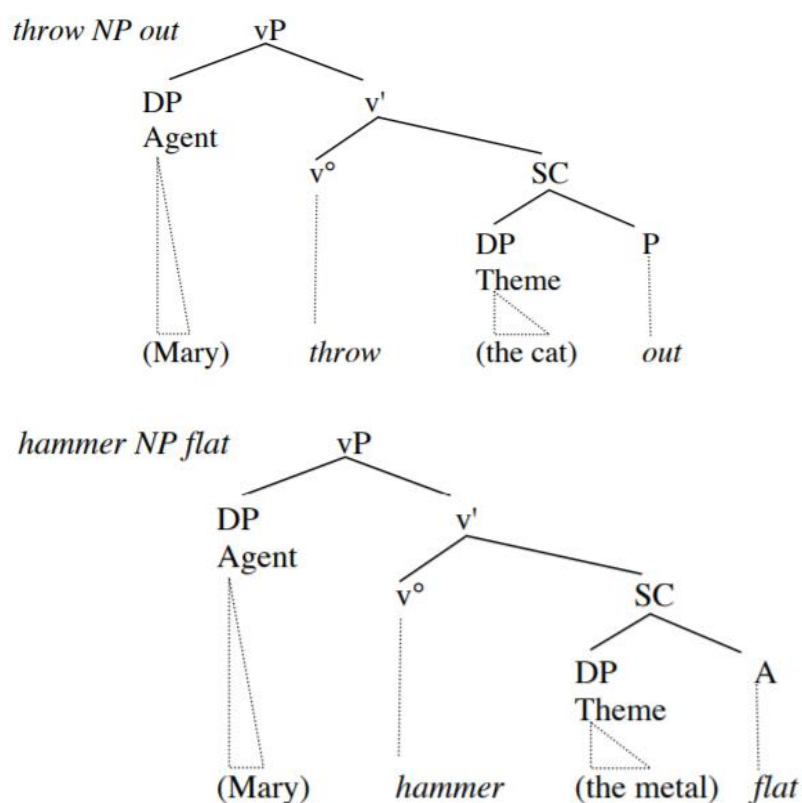 throw NP out vP
DP v'
Agent
v° SC
DP P
Theme
(Mary) throw (the cat) out
hammer NP flat vP
DP v'
Agent
v° SC
DP A
Theme
(Mary) hammer (the metal) flat